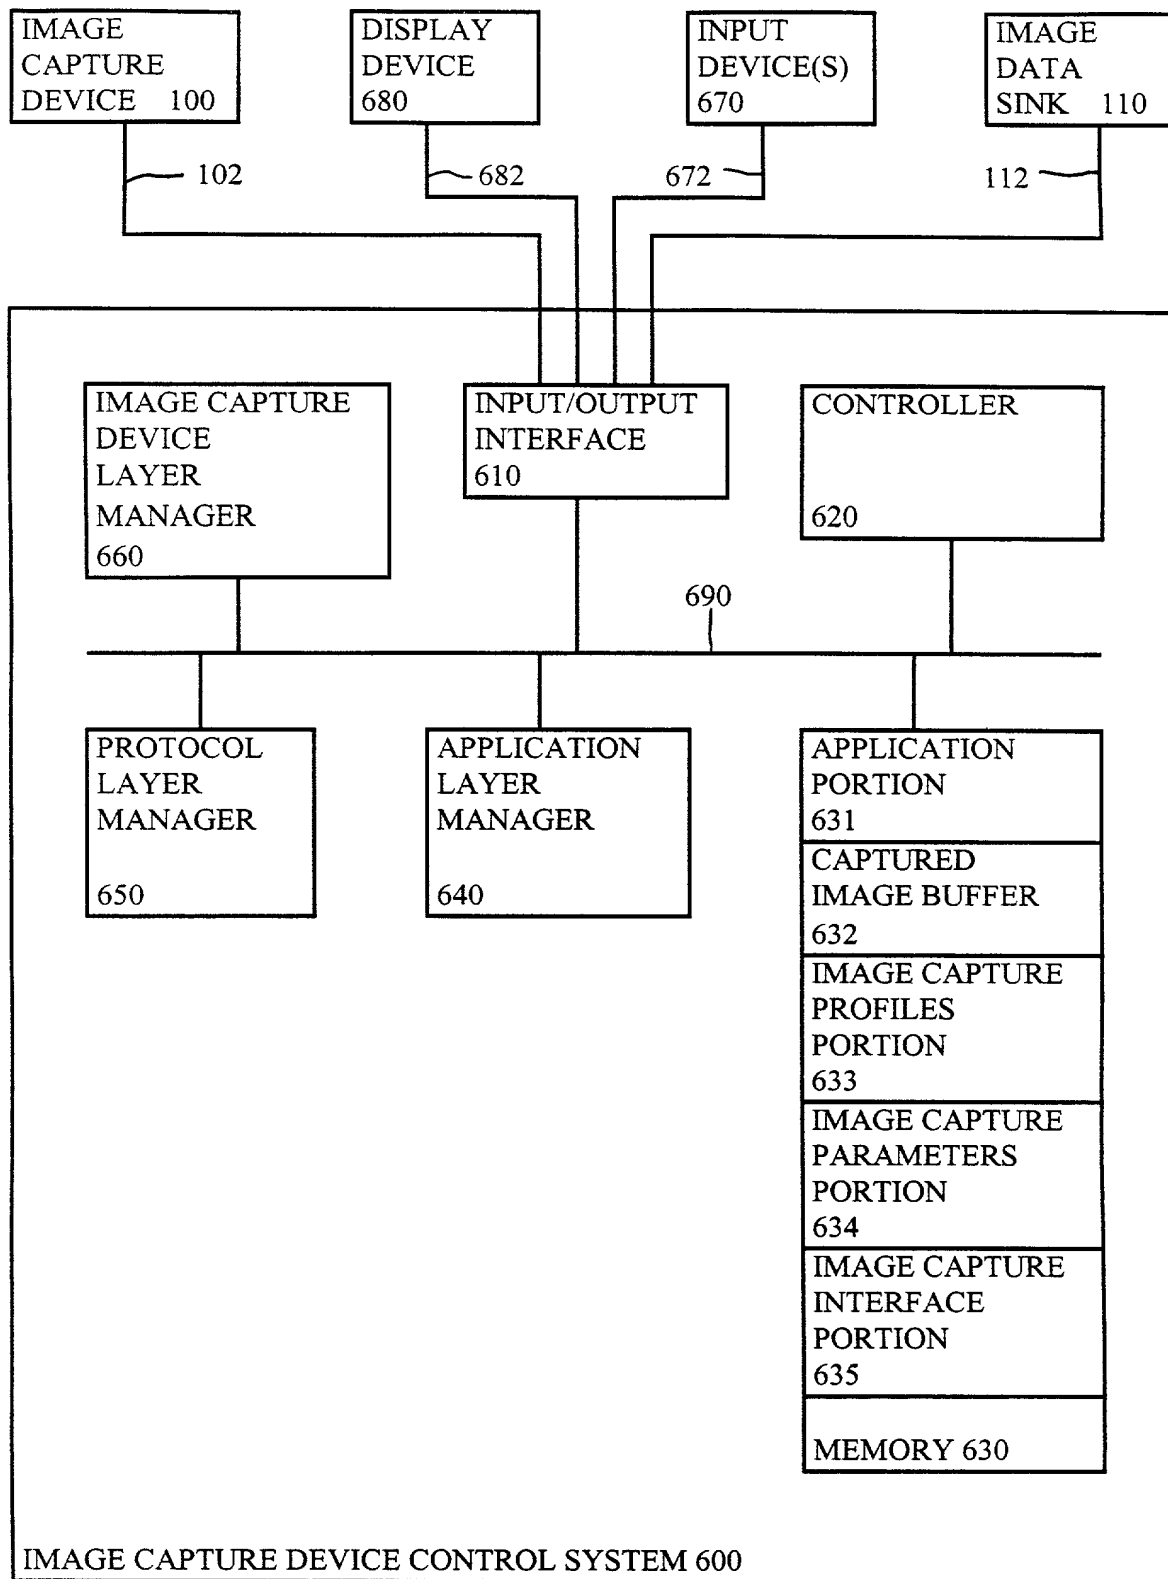 IMAGE
CAPTURE
DEVICE 100
DISPLAY
DEVICE
680
INPUT
DEVICE(S)
670
IMAGE
DATA
SINK 110
102
682
672
112
IMAGE CAPTURE
DEVICE
LAYER
MANAGER
660
INPUT/OUTPUT
INTERFACE
610
CONTROLLER
620
690
PROTOCOL
LAYER
MANAGER
650
APPLICATION
LAYER
MANAGER
640
APPLICATION
PORTION
631
CAPTURED
IMAGE BUFFER
632
IMAGE CAPTURE
PROFILES
PORTION
633
IMAGE CAPTURE
PARAMETERS
PORTION
634
IMAGE CAPTURE
INTERFACE
PORTION
635
MEMORY 630
IMAGE CAPTURE DEVICE CONTROL SYSTEM 600